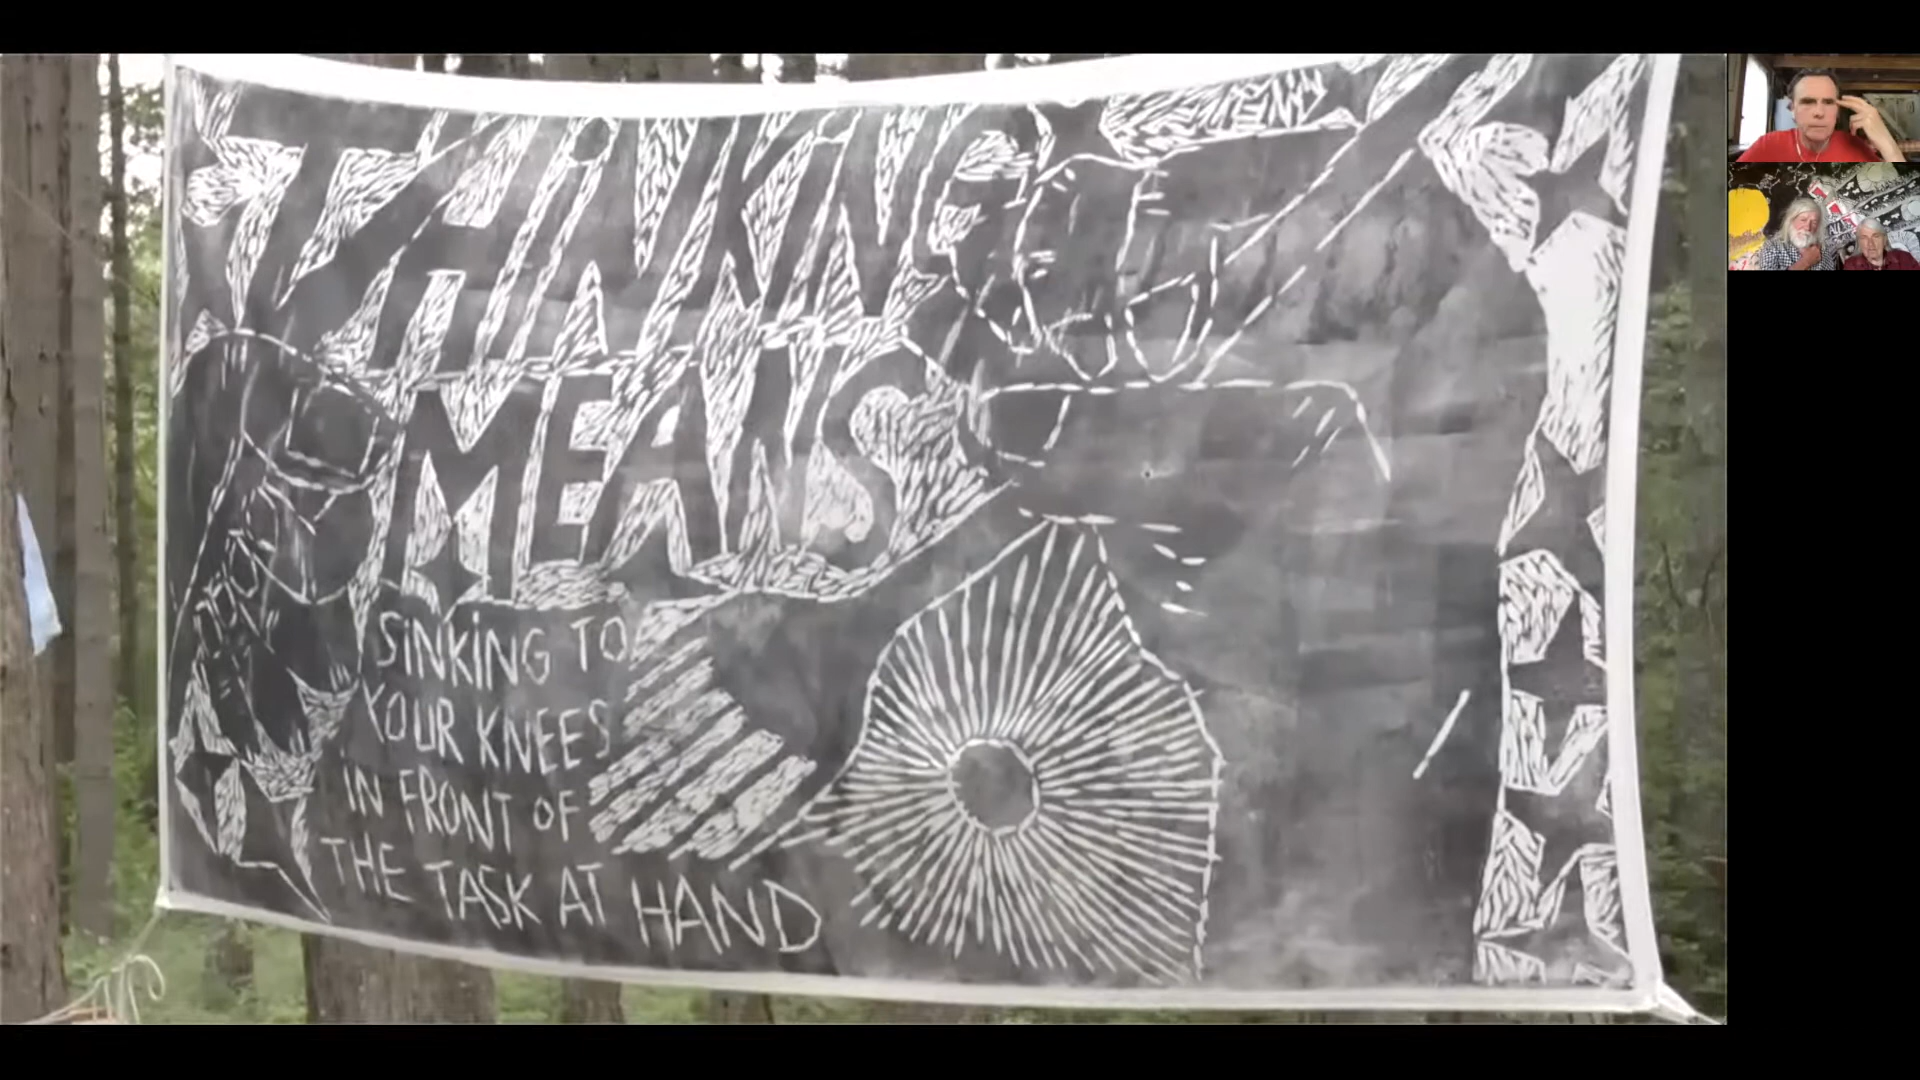 THINKING
MEANS
SINKING TO
YOUR KNEES
IN FRONT OF
THE TASK AT HAND